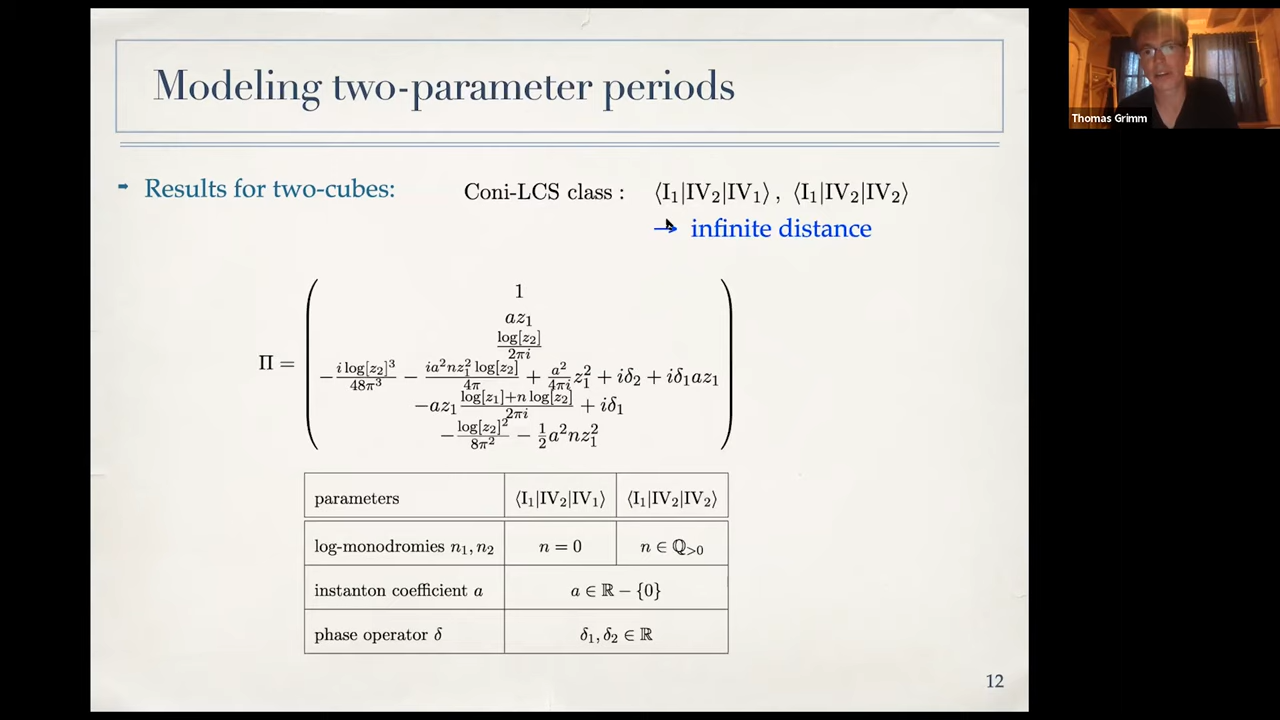 Modeling two-parameter periods
Thomas Grimm
➡ Results for two-cubes: Coni-LCS class : ⟨I₁|IV₂|IV₁⟩ , ⟨I₁|IV₂|IV₂⟩
→ infinite distance
Π = ( 1
az₁
log[z₂] / 2πi
− i log[z₂]³ / 48π³ − ia²nz₁² log[z₂] / 4π + a² / 4πi z₁² + iδ₂ + iδ₁az₁
−az₁ log[z₁]+n log[z₂] / 2πi + iδ₁
− log[z₂]² / 8π² − ½a²nz₁² )
parameters ⟨I₁|IV₂|IV₁⟩ ⟨I₁|IV₂|IV₂⟩
log-monodromies n₁, n₂ n = 0 n ∈ ℚ>0
instanton coefficient a a ∈ ℝ − {0}
phase operator δ δ₁, δ₂ ∈ ℝ
12